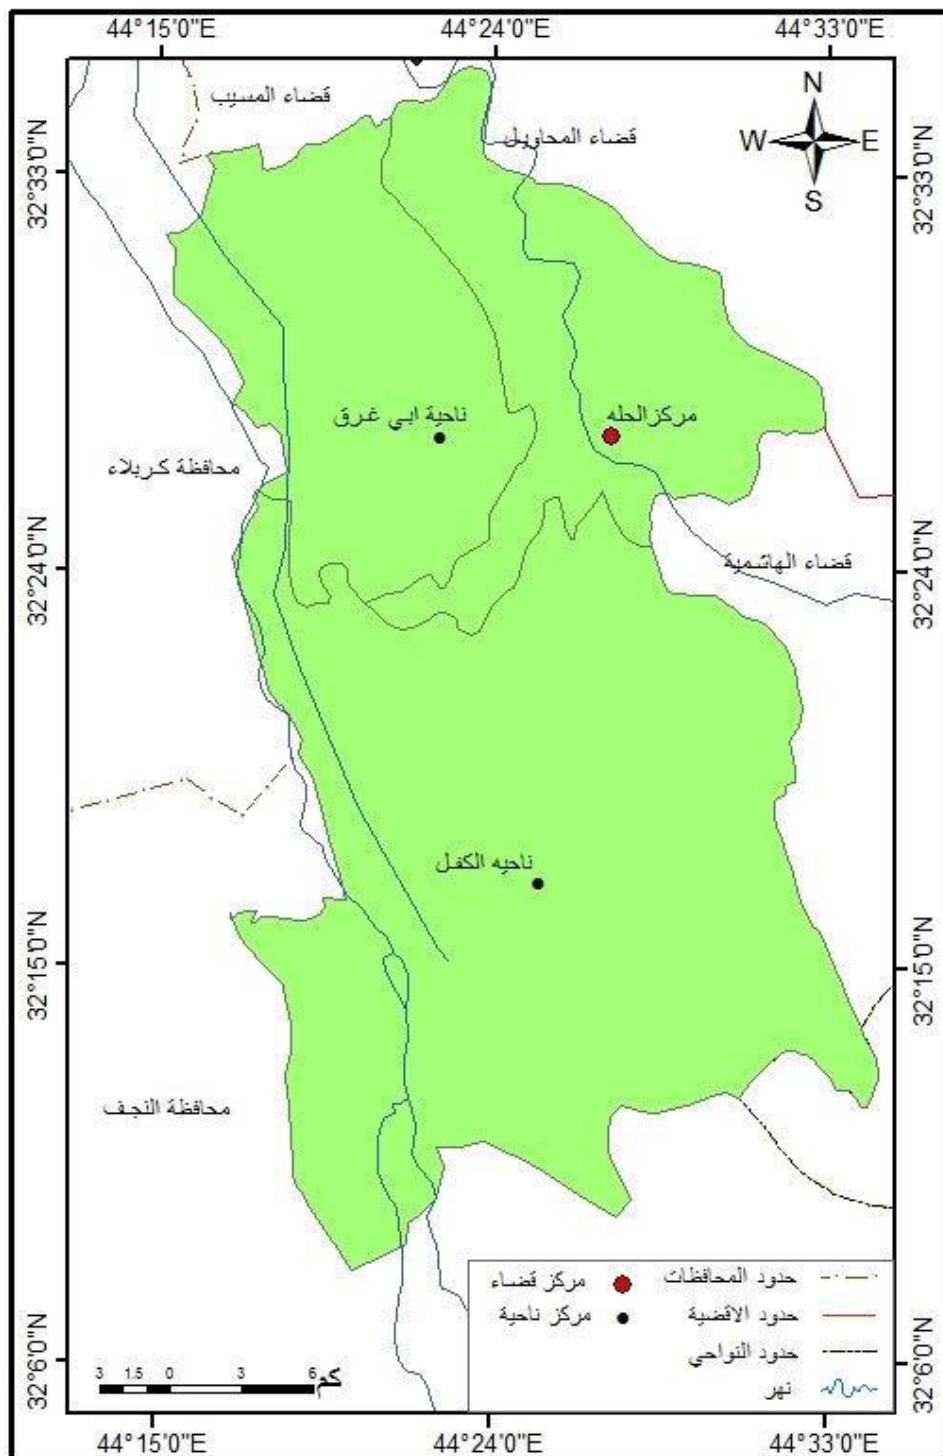 44°15'0"E 44°24'0"E 44°33'0"E
قضاء المسيب
قضاء المحاويل
N
W E
S
32°33'0"N 32°33'0"N
ناحية ابي غرق
مركزالحله
محافظة كربلاء
قضاء الهاشمية
32°24'0"N 32°24'0"N
ناحيه الكفل
32°15'0"N 32°15'0"N
محافظة النجف
حدود المحافظات
مركز قضاء
حدود الاقضية
مركز ناحية
حدود النواحي
نهر
3 1.5 0 3 6 كم
32°6'0"N 32°6'0"N
44°15'0"E 44°24'0"E 44°33'0"E